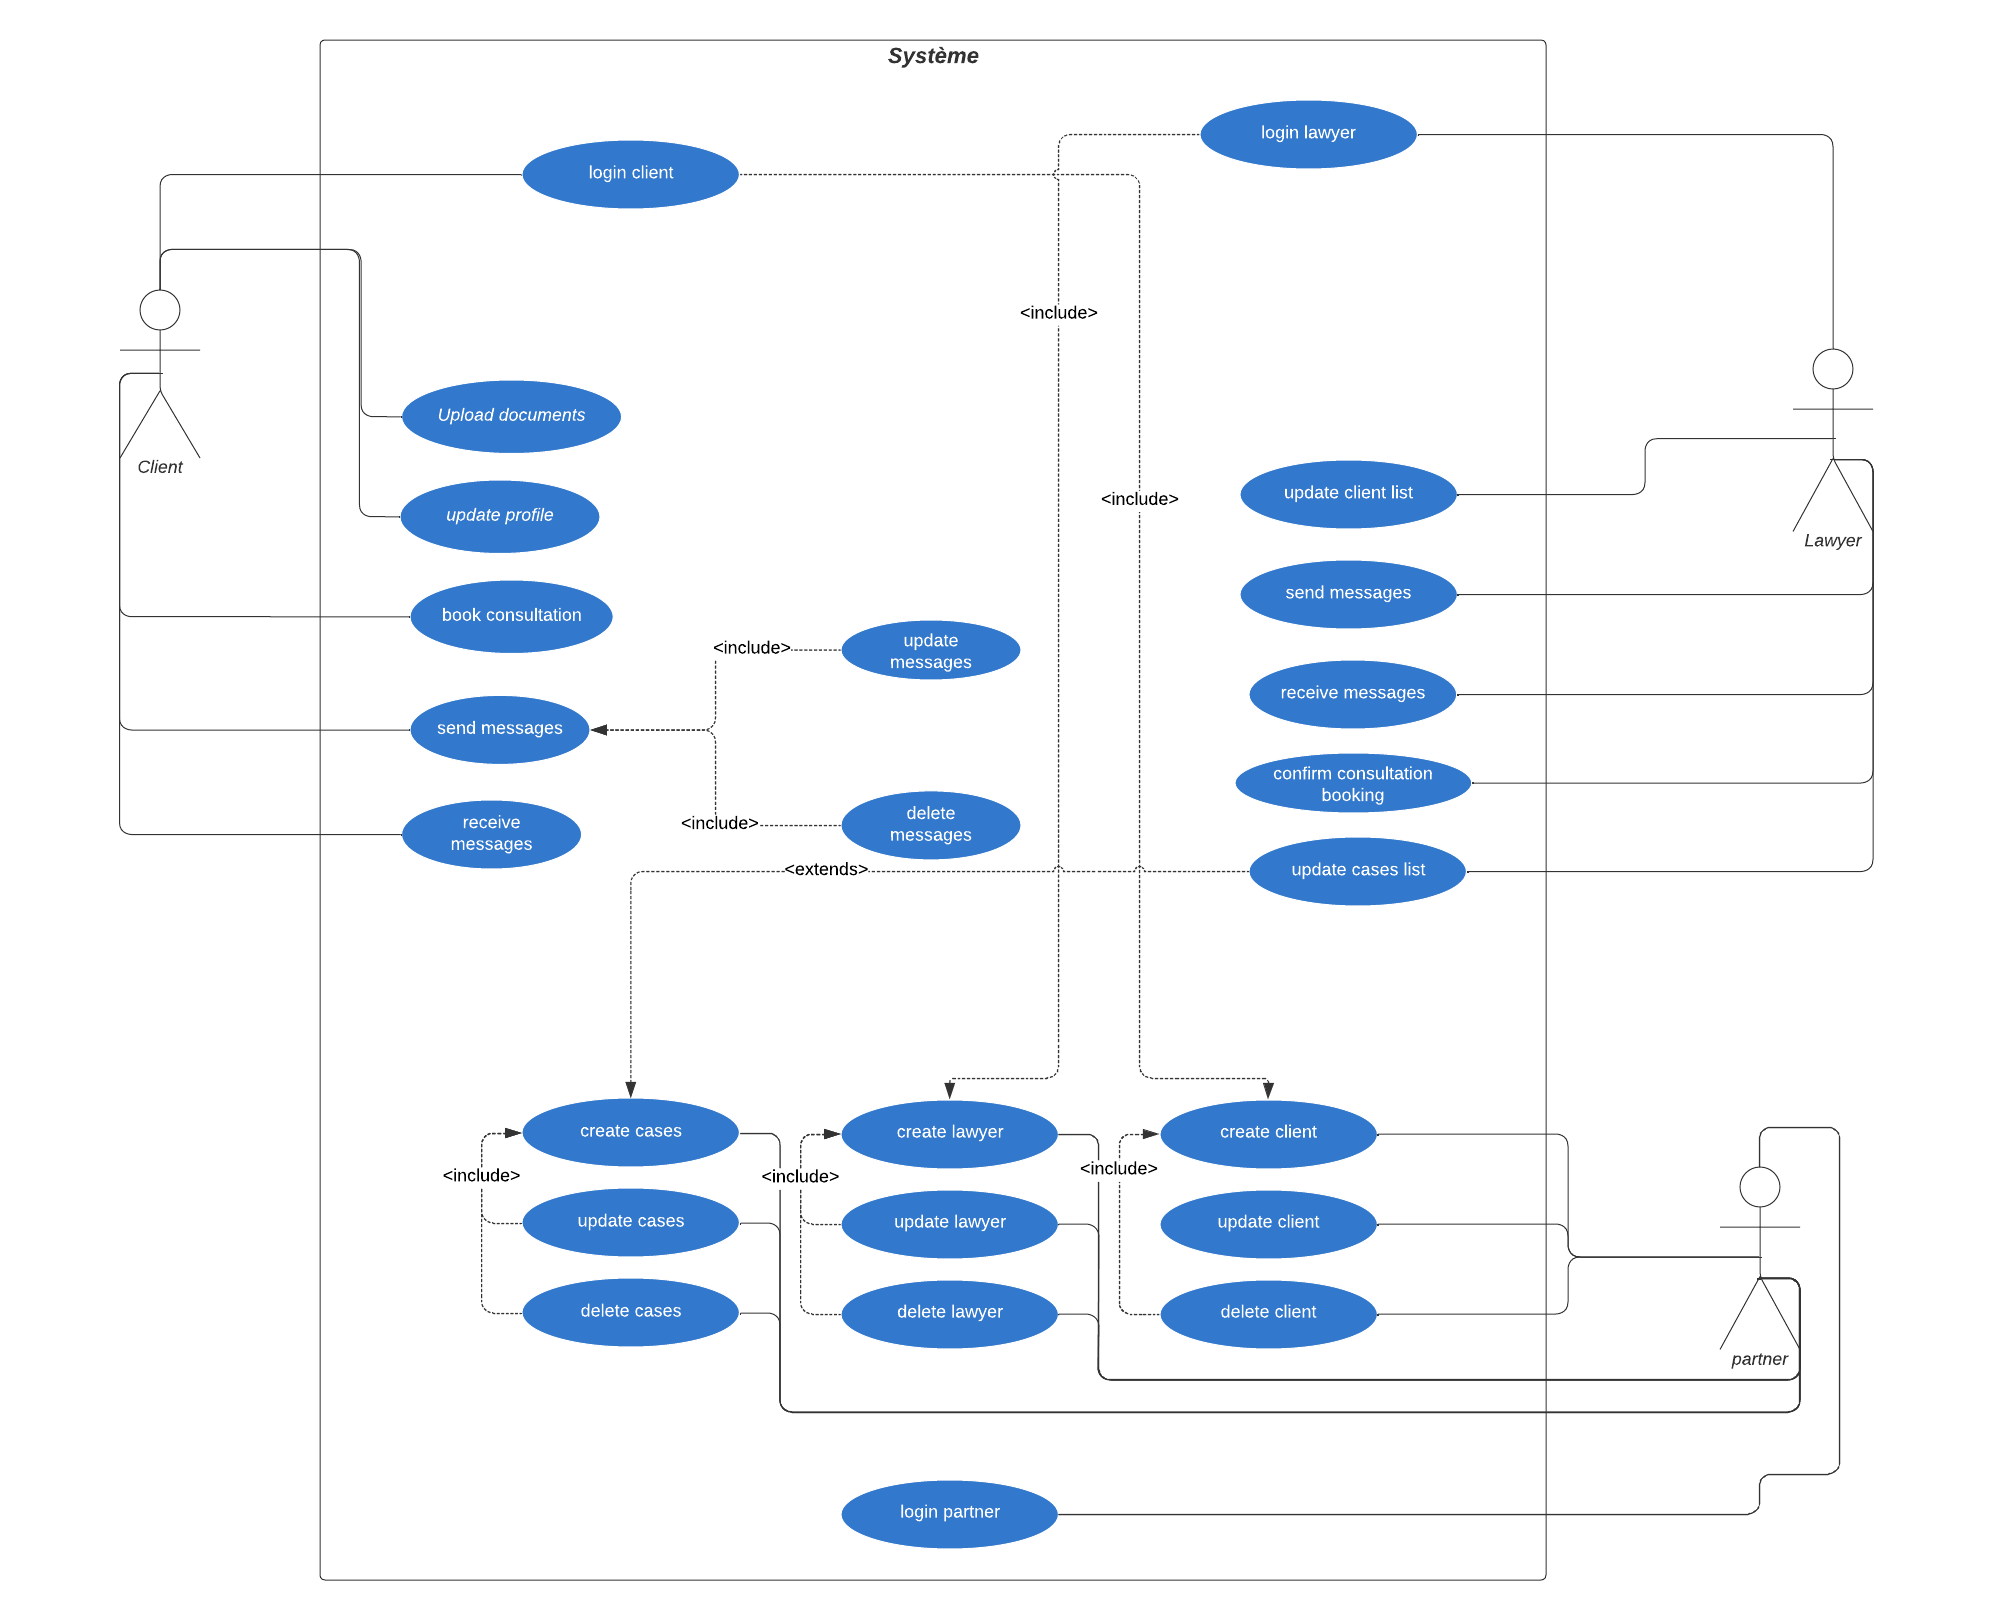 Système
login lawyer
login client
<include>
Upload documents
Client
update client list
<include>
update profile
Lawyer
send messages
book consultation
update
messages
<include>
receive messages
send messages
confirm consultation
booking
delete
messages
<include>
receive
messages
<extends>
update cases list
create cases
create lawyer
create client
<include>
<include>
<include>
update cases
update lawyer
update client
delete cases
delete lawyer
delete client
partner
login partner